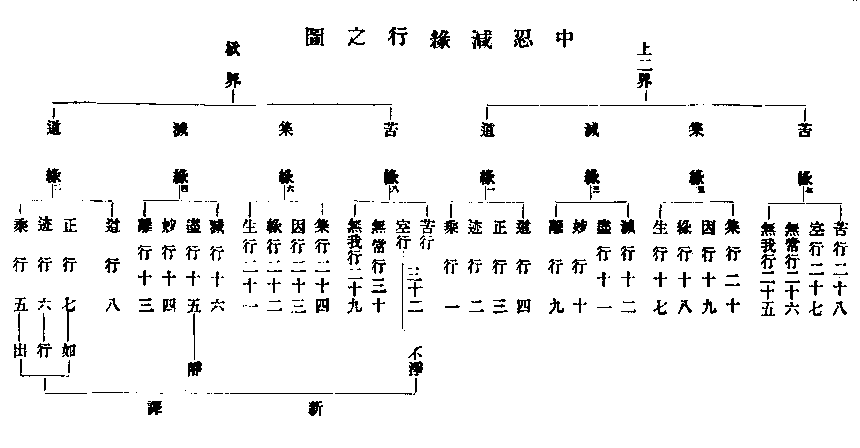 中忍減緣行之圖
上二界
苦緣七
苦行二十八
空行二十七
無常行二十六
無我行二十五
集緣五
集行二十
因行十九
緣行十八
生行十七
滅緣三
滅行十二
盡行十一
妙行十
離行九
道緣一
道行四
正行三
迹行二
乘行一
欲界
苦緣八
苦行
空行
三十二
不淨
無常行三十
無我行二十九
集緣六
集行二十四
因行二十三
緣行二十二
生行二十一
滅緣四
滅行十六
盡行十五
靜
妙行十四
離行十三
道緣二
道行八
正行七
如
迹行六
行
乘行五
出
新譯